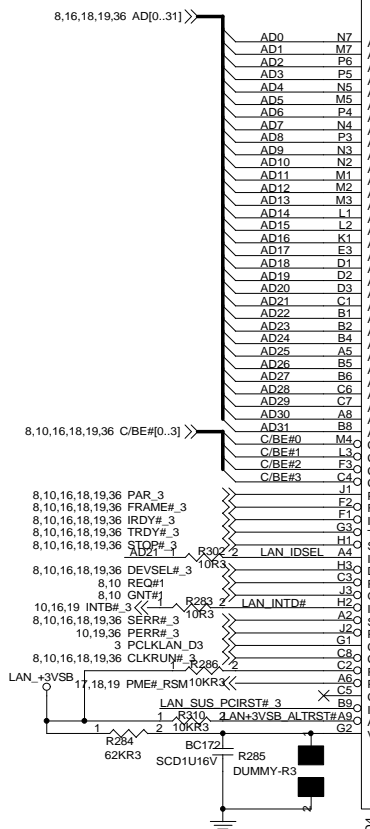 8,16,18,19,36 AD[0..31]
AD0 N7
AD1 M7
AD2 P6
AD3 P5
AD4 N5
AD5 M5
AD6 P4
AD7 N4
AD8 P3
AD9 N3
AD10 N2
AD11 M1
AD12 M2
AD13 M3
AD14 L1
AD15 L2
AD16 K1
AD17 E3
AD18 D1
AD19 D2
AD20 D3
AD21 C1
AD22 B1
AD23 B2
AD24 B4
AD25 A5
AD26 B5
AD27 B6
AD28 C6
AD29 C7
AD30 A8
AD31 B8
8,10,16,18,19,36 C/BE#[0..3]
C/BE#0 M4
C/BE#1 L3
C/BE#2 F3
C/BE#3 C4
8,10,16,18,19,36 PAR_3 J1
8,10,16,18,19,36 FRAME#_3 F2
8,10,16,18,19,36 IRDY#_3 F1
8,10,16,18,19,36 TRDY#_3 G3
8,10,16,18,19,36 STOP#_3 H1
AD21 1 R302 2 LAN_IDSEL A4
10R3
8,10,16,18,19,36 DEVSEL#_3 H3
8,10 REQ#1 C3
8,10 GNT#1 J3
10,16,19 INTB#_3 1 R283 2 LAN_INTD# H2
10R3
8,10,16,18,19,36 SERR#_3 A2
10,19,36 PERR#_3 J2
3 PCLKLAN_D3 G1
8,10,16,18,19,36 CLKRUN#_3 C8
1 R286 2 C2
10KR3
LAN_+3VSB
17,18,19 PME#_RSM A6
C5
LAN_SUS_PCIRST#_3 B9
1 R310 2 LAN+3VSB_ALTRST# A9
10KR3
1 2 G2
R284
62KR3
BC172
SCD1U16V
1
R285
DUMMY-R3
2